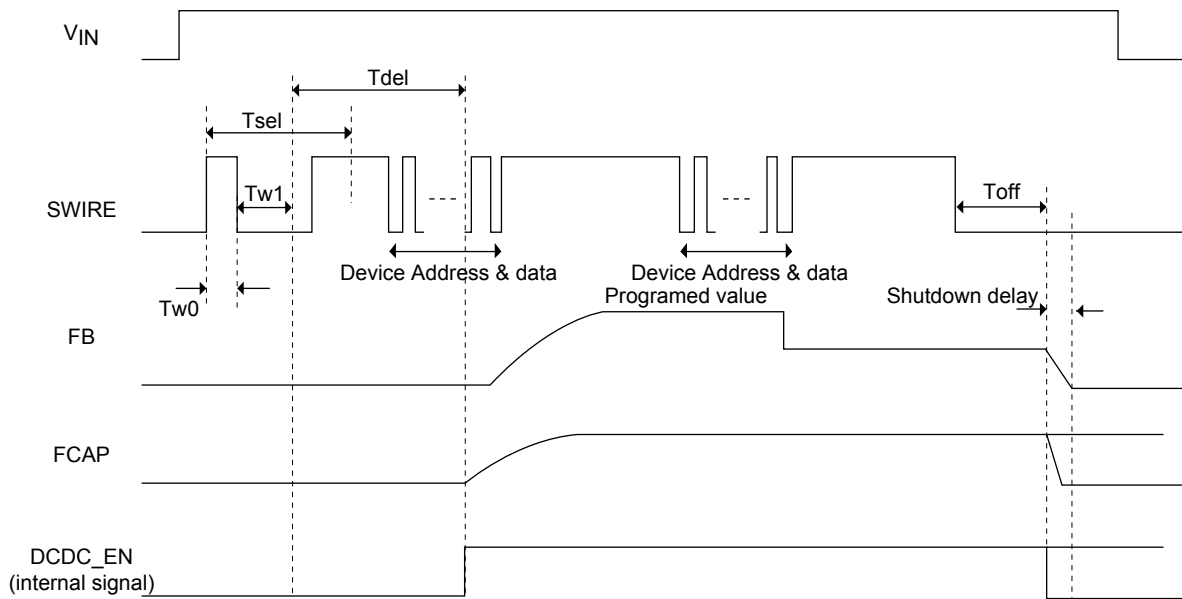 VIN
Tdel
Tsel
Tw1
Toff
SWIRE
Device Address & data
Device Address & data
Tw0
Programed value
Shutdown delay
FB
FCAP
DCDC_EN
(internal signal)